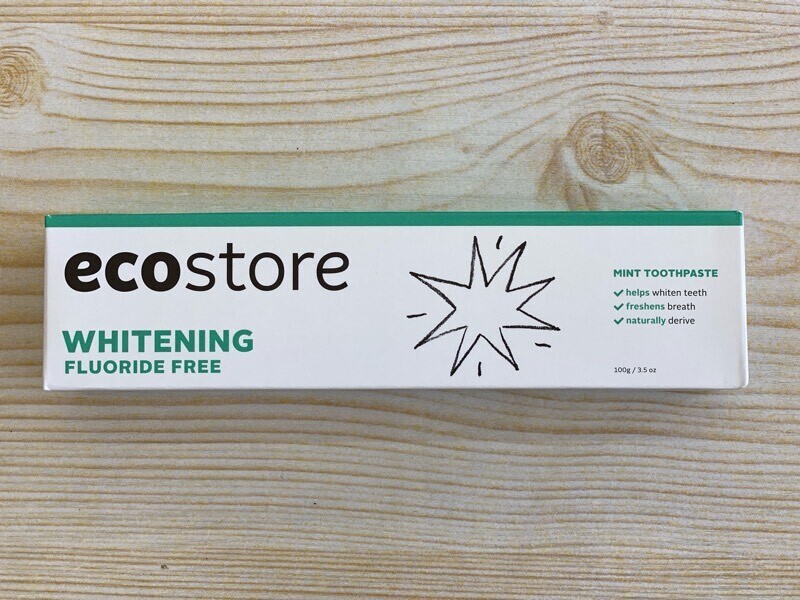 ecostore
WHITENING
FLUORIDE FREE
MINT TOOTHPASTE
helps whiten teeth
freshens breath
naturally derive
100g / 3.5 oz